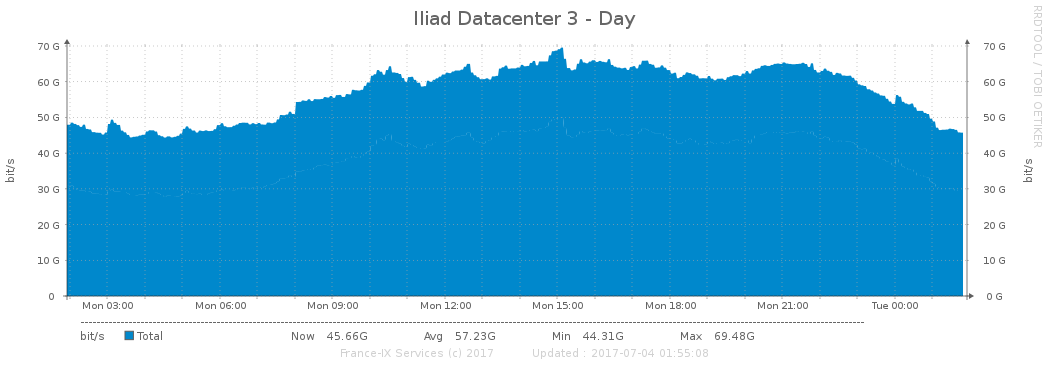 Iliad Datacenter 3 - Day
RRDTOOL / TOBI OETIKER
70 G 70 G
60 G 60 G
50 G 50 G
40 G 40 G
30 G 30 G
20 G 20 G
10 G 10 G
0 0 G
bit/s bit/s
Mon 03:00 Mon 06:00 Mon 09:00 Mon 12:00 Mon 15:00 Mon 18:00 Mon 21:00 Tue 00:00
bit/s Total Now 45.66G Avg 57.23G Min 44.31G Max 69.48G
France-IX Services (c) 2017 Updated : 2017-07-04 01:55:08